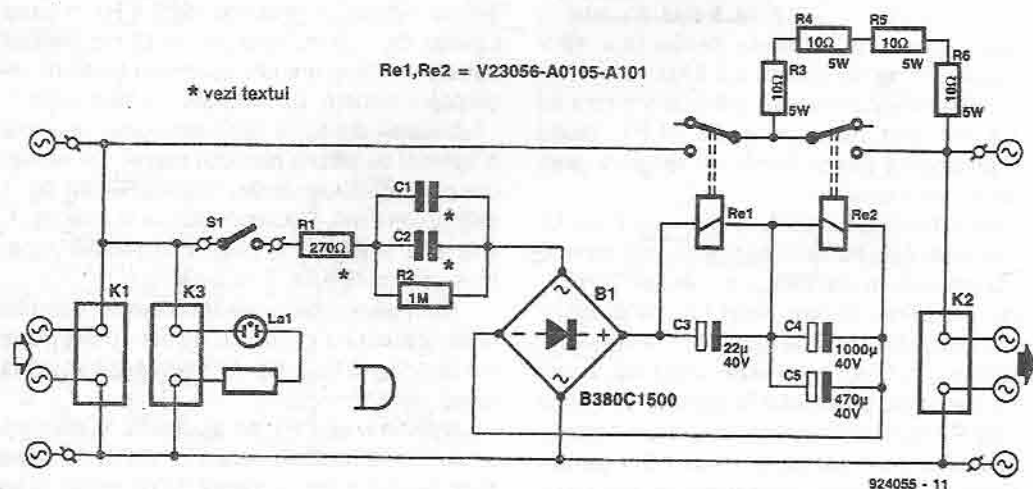 R4
10Ω
5W
R5
10Ω
5W
R3
10Ω
5W
R6
10Ω
5W
Re1,Re2 = V23056-A0105-A101
* vezi textul
S1
R1
270Ω
*
C1
*
C2
*
R2
1M
Re1
Re2
K1
K3
La1
B1
B380C1500
C3
22µ
40V
C4
1000µ
40V
C5
470µ
40V
K2
924055 - 11